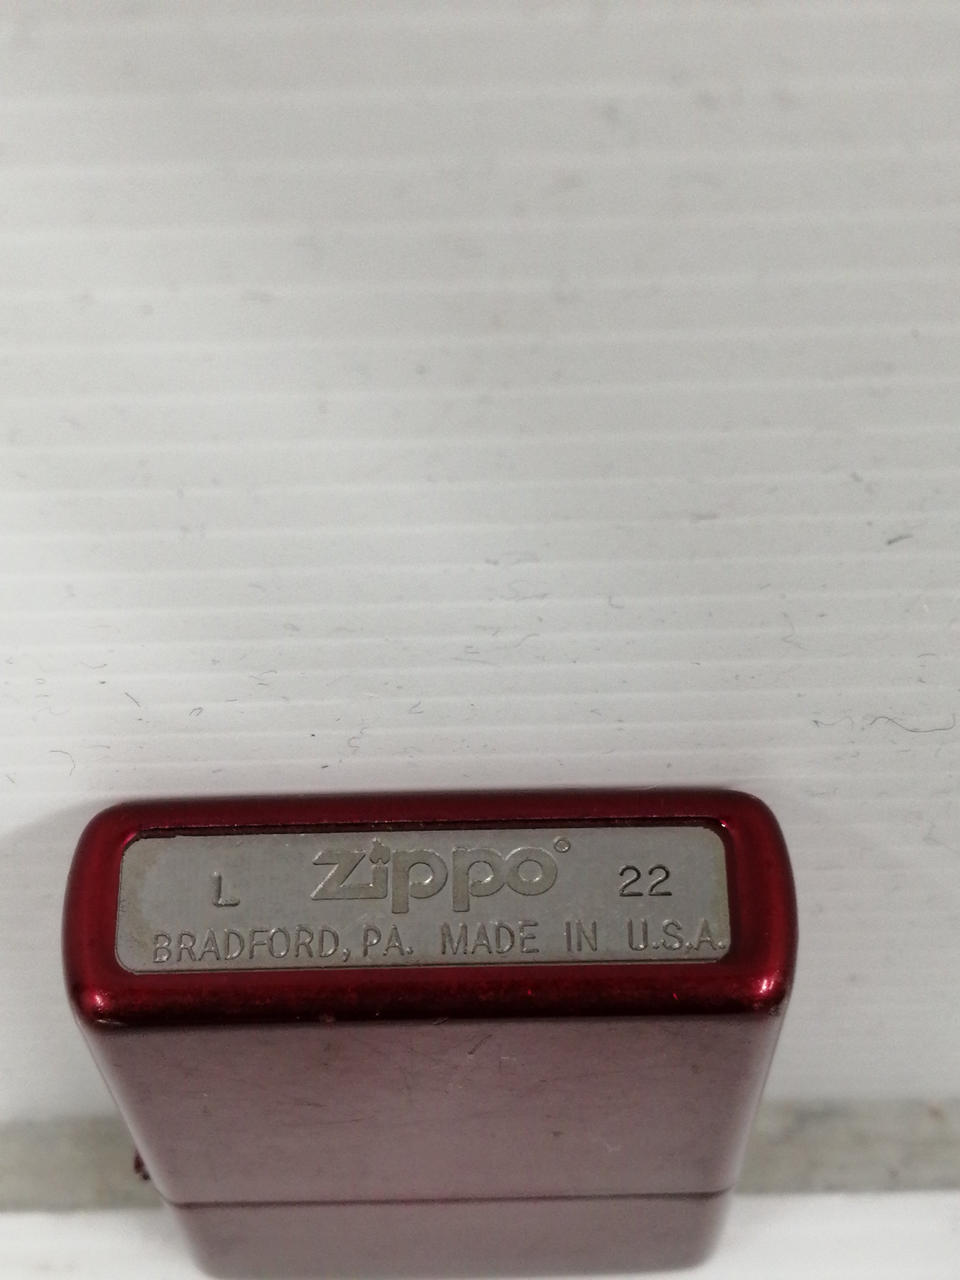 L zippo 22
BRADFORD, PA. MADE IN U.S.A.